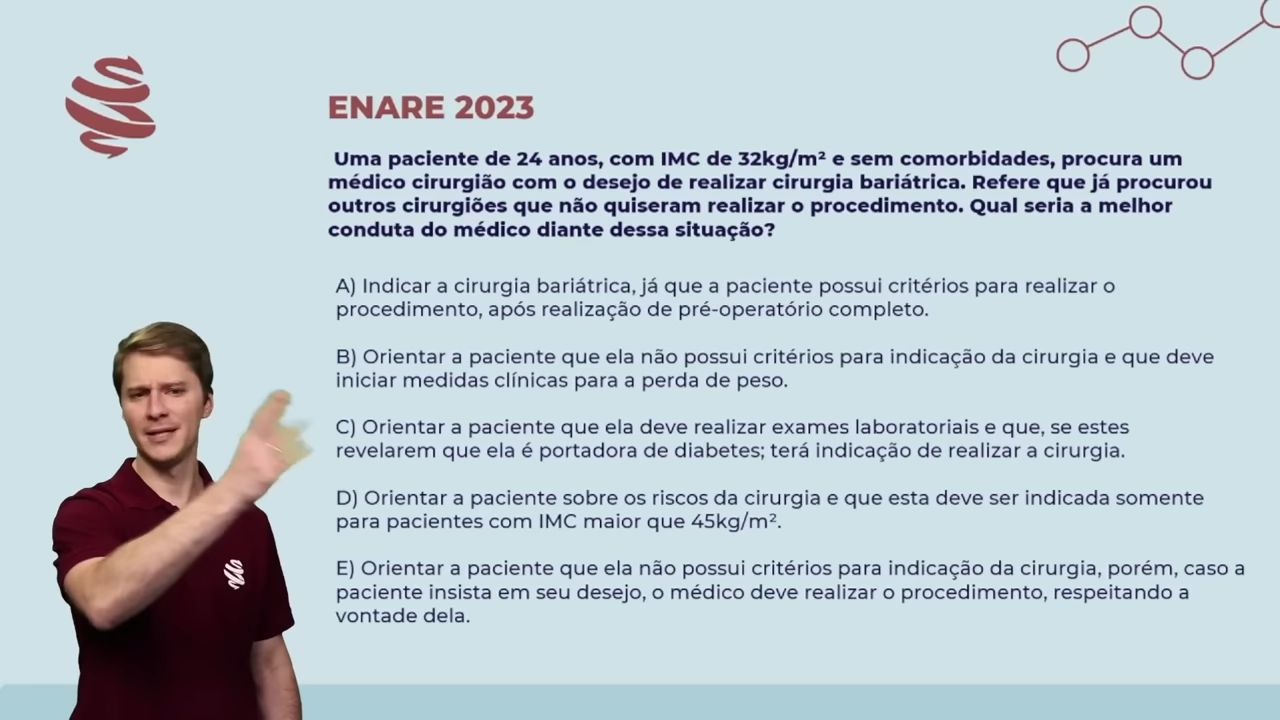 ENARE 2023
Uma paciente de 24 anos, com IMC de 32kg/m² e sem comorbidades, procura um
médico cirurgião com o desejo de realizar cirurgia bariátrica. Refere que já procurou
outros cirurgiões que não quiseram realizar o procedimento. Qual seria a melhor
conduta do médico diante dessa situação?
A) Indicar a cirurgia bariátrica, já que a paciente possui critérios para realizar o
procedimento, após realização de pré-operatório completo.
B) Orientar a paciente que ela não possui critérios para indicação da cirurgia e que deve
iniciar medidas clínicas para a perda de peso.
C) Orientar a paciente que ela deve realizar exames laboratoriais e que, se estes
revelarem que ela é portadora de diabetes; terá indicação de realizar a cirurgia.
D) Orientar a paciente sobre os riscos da cirurgia e que esta deve ser indicada somente
para pacientes com IMC maior que 45kg/m².
E) Orientar a paciente que ela não possui critérios para indicação da cirurgia, porém, caso a
paciente insista em seu desejo, o médico deve realizar o procedimento, respeitando a
vontade dela.